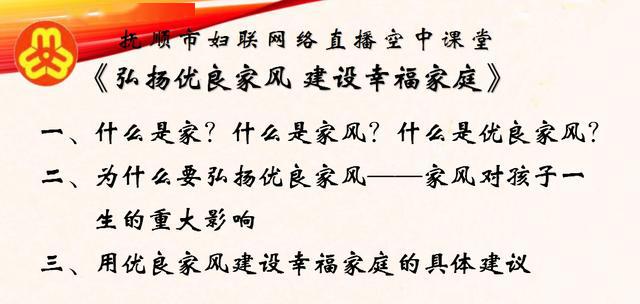 抚顺市妇联网络直播空中课堂
《弘扬优良家风 建设幸福家庭》
一、什么是家？什么是家风？什么是优良家风？
二、为什么要弘扬优良家风——家风对孩子一
生的重大影响
三、用优良家风建设幸福家庭的具体建议